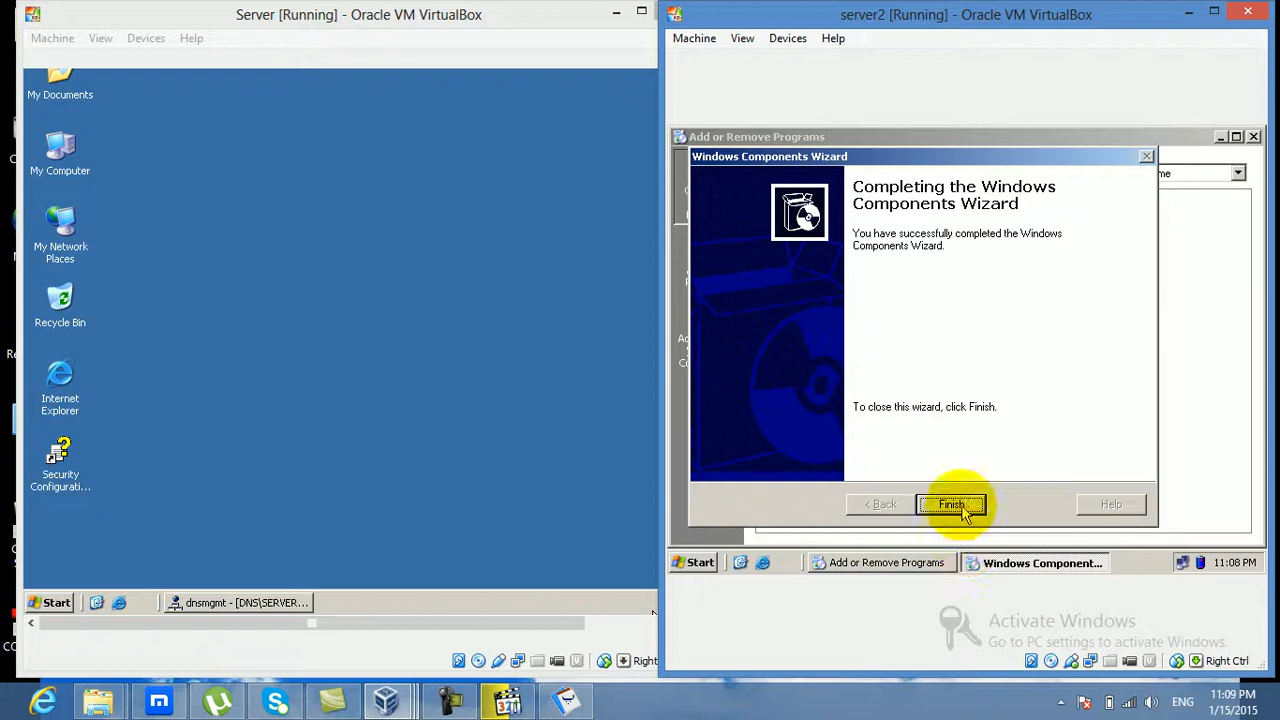 Server [Running] - Oracle VM VirtualBox
Machine View Devices Help
My Documents
My Computer
My Network
Places
Recycle Bin
Internet
Explorer
Security
Configurati...
Start
dnsmgmt - [DNS\SERVER...
Right
server2 [Running] - Oracle VM VirtualBox
Machine View Devices Help
Add or Remove Programs
Windows Components Wizard
Completing the Windows
Components Wizard
You have successfully completed the Windows
Components Wizard.
To close this wizard, click Finish.
< Back Finish Help
Start Add or Remove Programs Windows Component... 11:08 PM
Activate Windows
Go to PC settings to activate Windows.
Right Ctrl
ENG
11:09 PM
1/15/2015